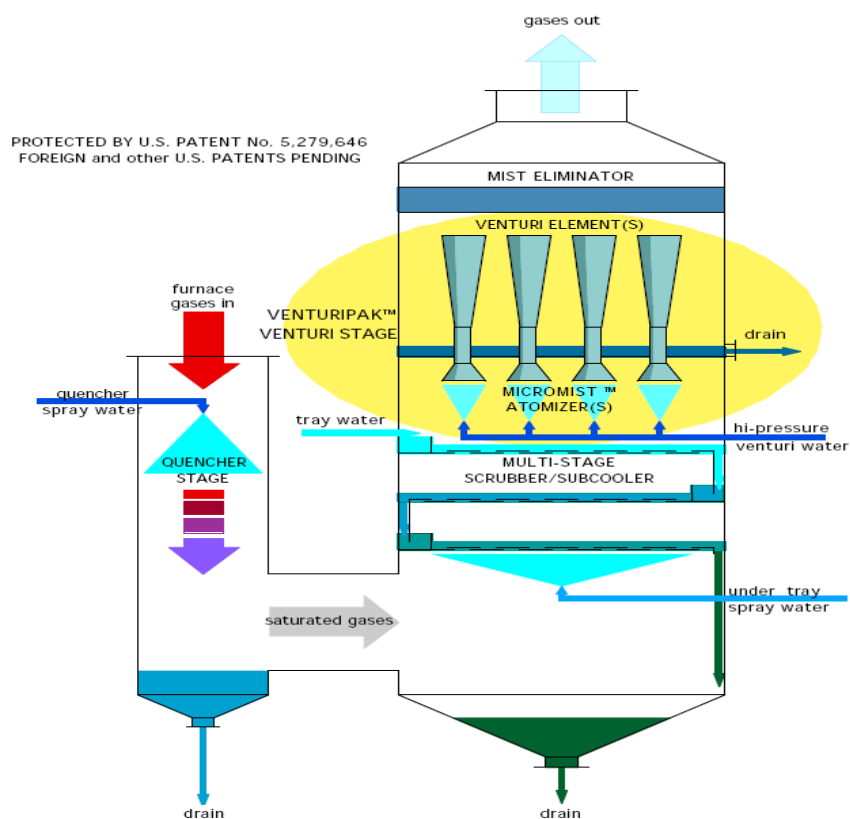 gases out
PROTECTED BY U.S. PATENT No. 5,279,646
FOREIGN and other U.S. PATENTS PENDING
MIST ELIMINATOR
VENTURI ELEMENT(S)
furnace
gases in
VENTURIPAK™
VENTURI STAGE
drain
quencher
spray water
MICROMIST ™
ATOMIZER(S)
tray water
hi-pressure
venturi water
QUENCHER
STAGE
MULTI-STAGE
SCRUBBER/SUBCOOLER
under tray
spray water
saturated gases
drain
drain